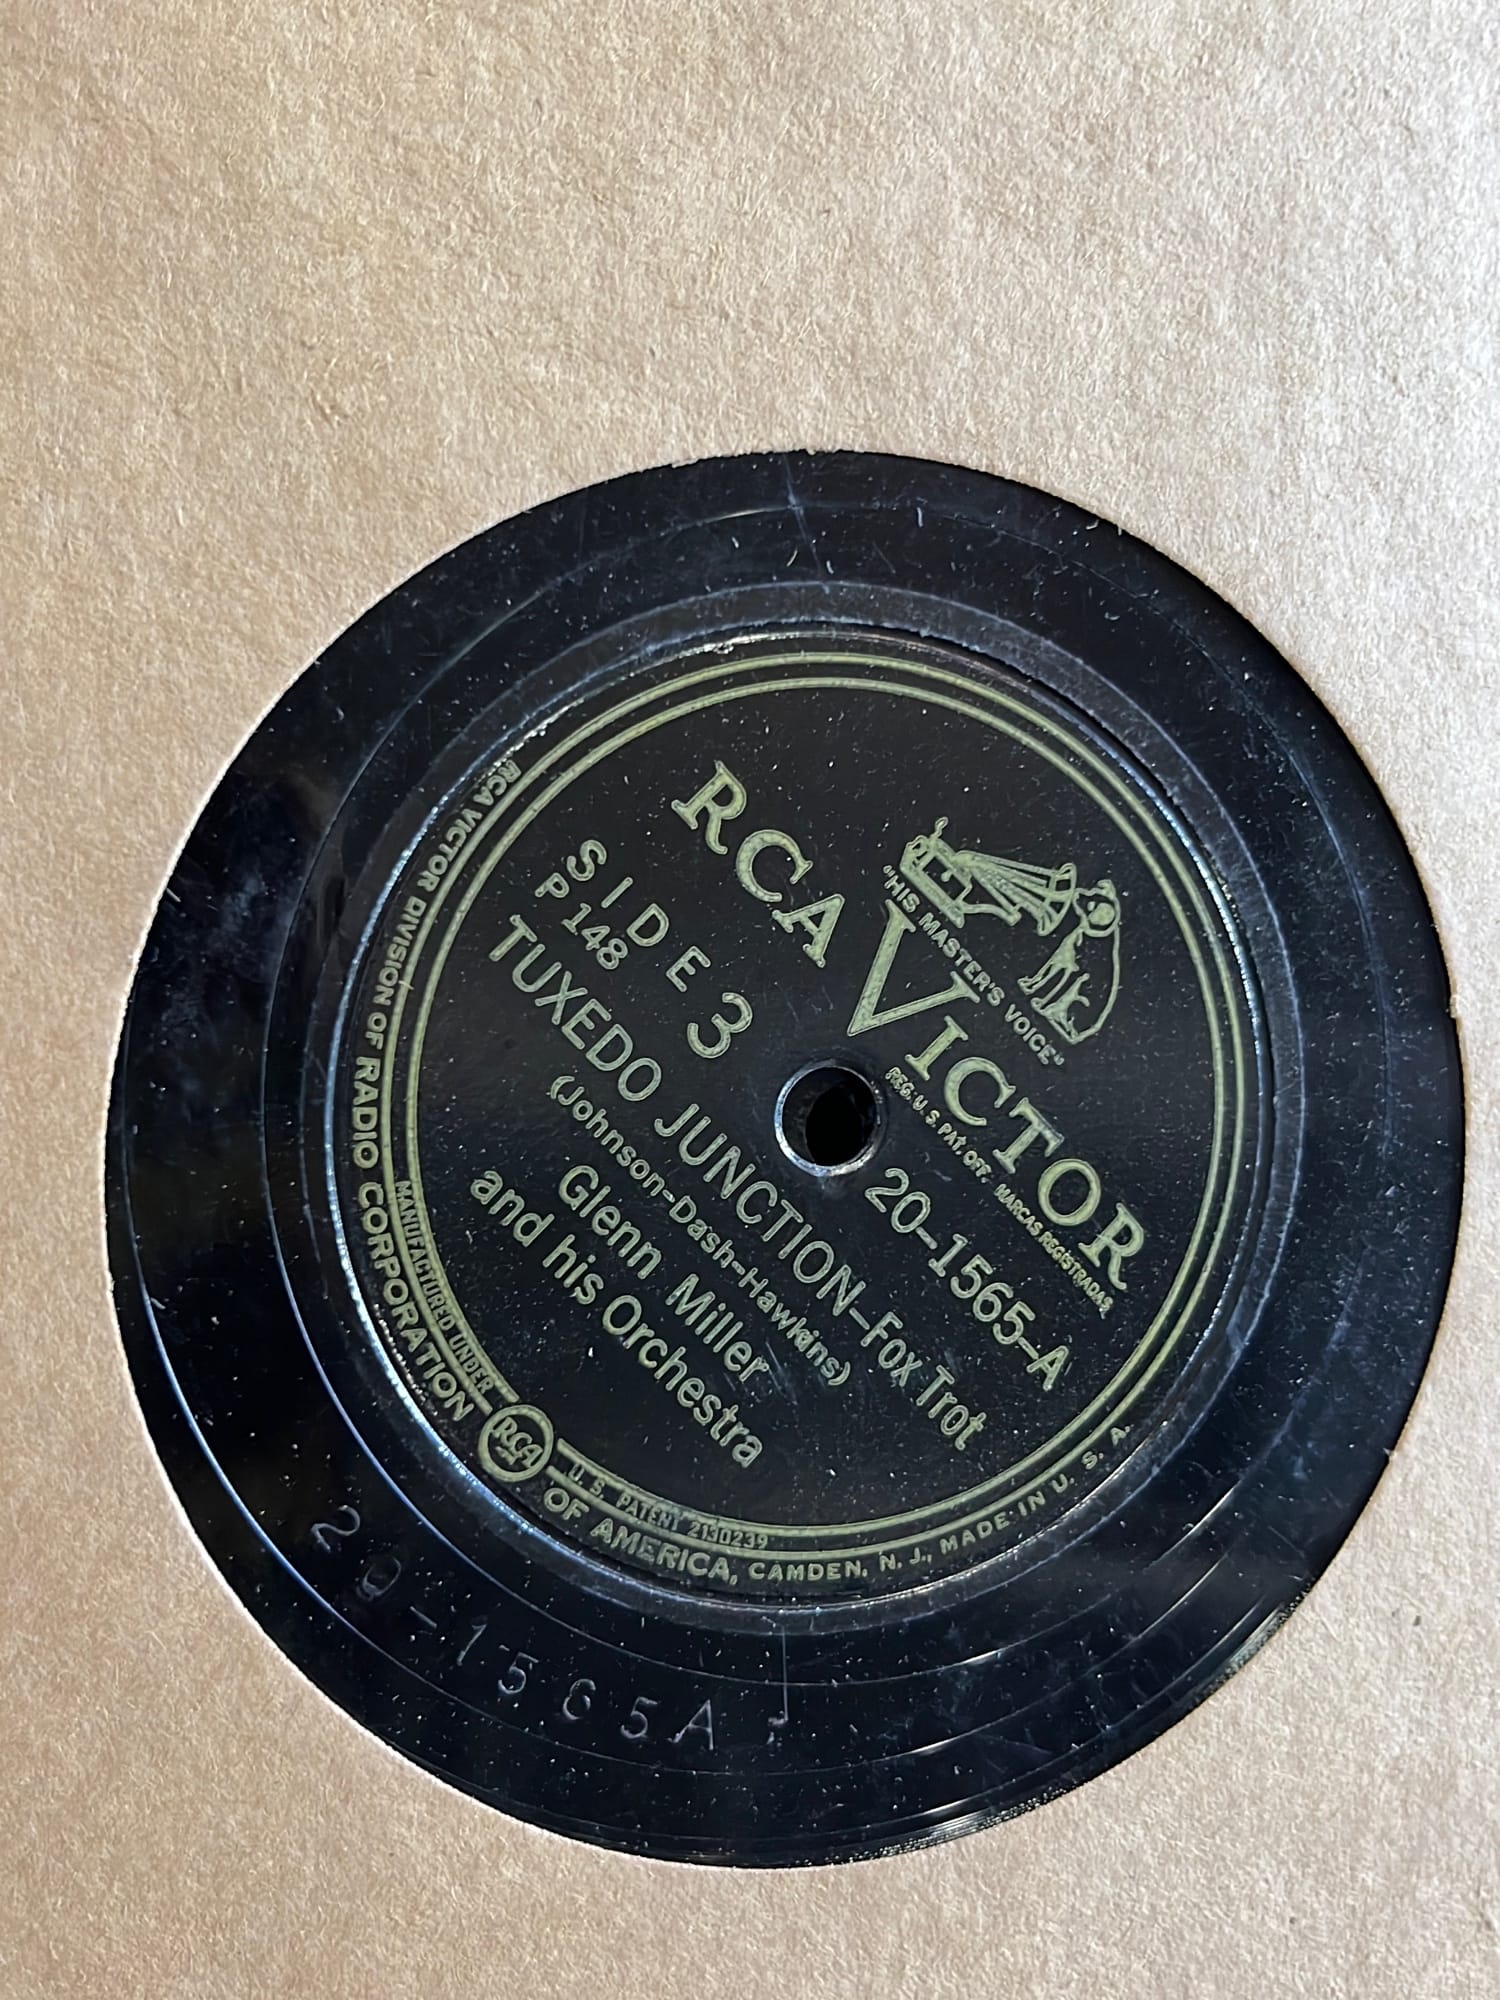 "HIS MASTER'S VOICE"
RCA VICTOR
REG. U. S. PAT. OFF. MARCAS REGISTRADAS
SIDE 3
P 148
20-1565-A
TUXEDO JUNCTION-Fox Trot
(Johnson-Dash-Hawkins)
Glenn Miller
and his Orchestra
RCA VICTOR DIVISION OF RADIO CORPORATION OF AMERICA, CAMDEN, N. J., MADE IN U. S. A.
MANUFACTURED UNDER
RCA
U. S. PATENT 2130239
20-1565A